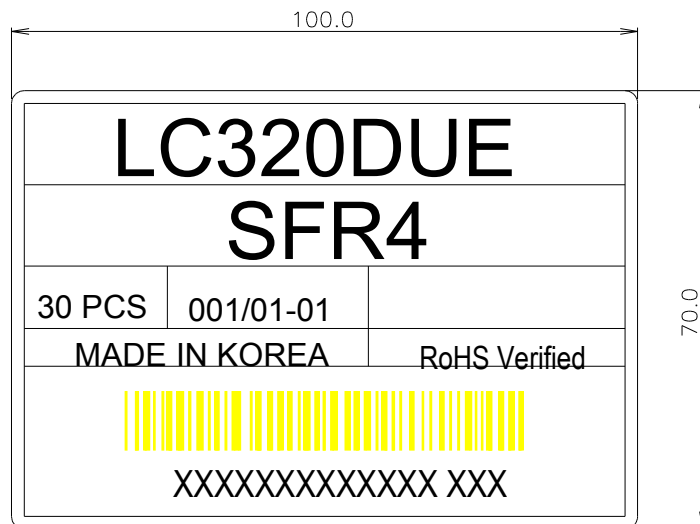 100.0
LC320DUE
SFR4
70.0
30 PCS 001/01-01
MADE IN KOREA RoHS Verified
XXXXXXXXXXXXX XXX